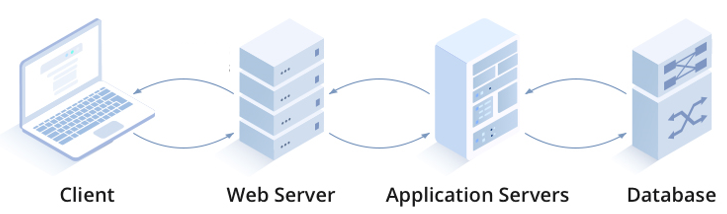 Client
Web Server
Application Servers
Database